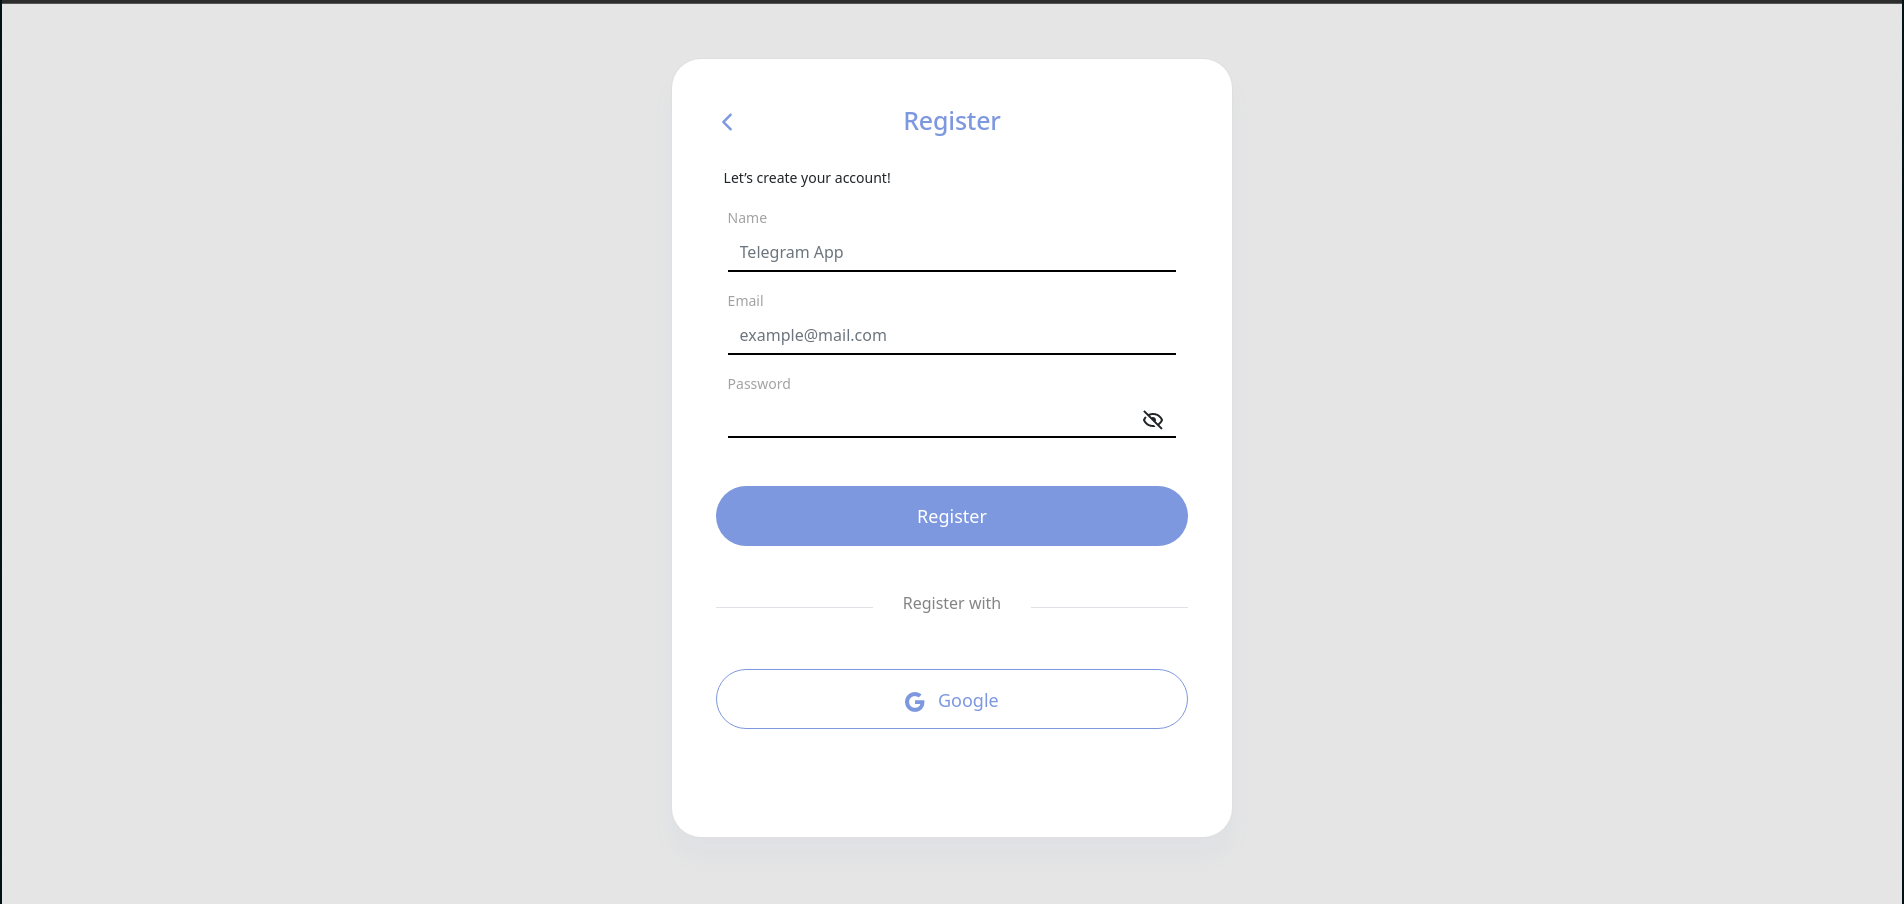 Register
Let’s create your account!
Name
Telegram App
Email
example@mail.com
Password
Register
Register with
Google